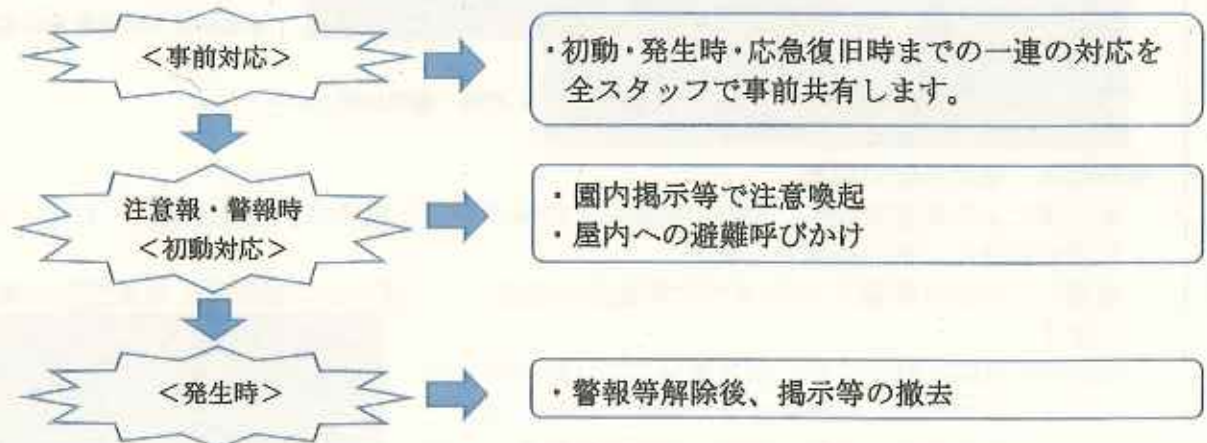 <事前対応>
・初動・発生時・応急復旧時までの一連の対応を
全スタッフで事前共有します。
注意報・警報時
<初動対応>
・園内掲示等で注意喚起
・屋内への避難呼びかけ
<発生時>
・警報等解除後、掲示等の撤去